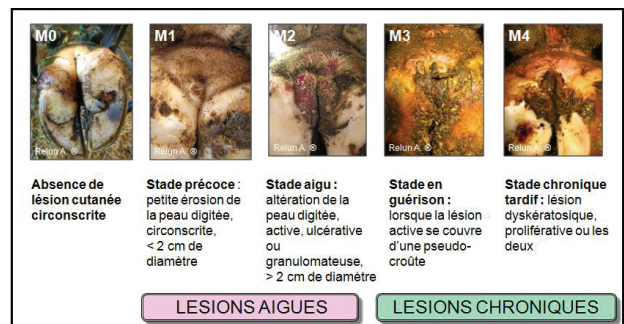 M0
M1
M2
M3
M4
Relun A. ®
Relun A. ®
Relun A. ®
Relun A. ®
Relun A. ®
Absence de
lésion cutanée
circonscrite
Stade précoce :
petite érosion de
la peau digitée,
circonscrite,
< 2 cm de
diamètre
Stade aigu :
altération de la
peau digitée,
active, ulcérative
ou
granulomateuse,
> 2 cm de diamètre
Stade en
guérison :
lorsque la lésion
active se couvre
d'une pseudo-
croûte
Stade chronique
tardif : lésion
dyskératosique,
proliférative ou les
deux
LESIONS AIGUES
LESIONS CHRONIQUES